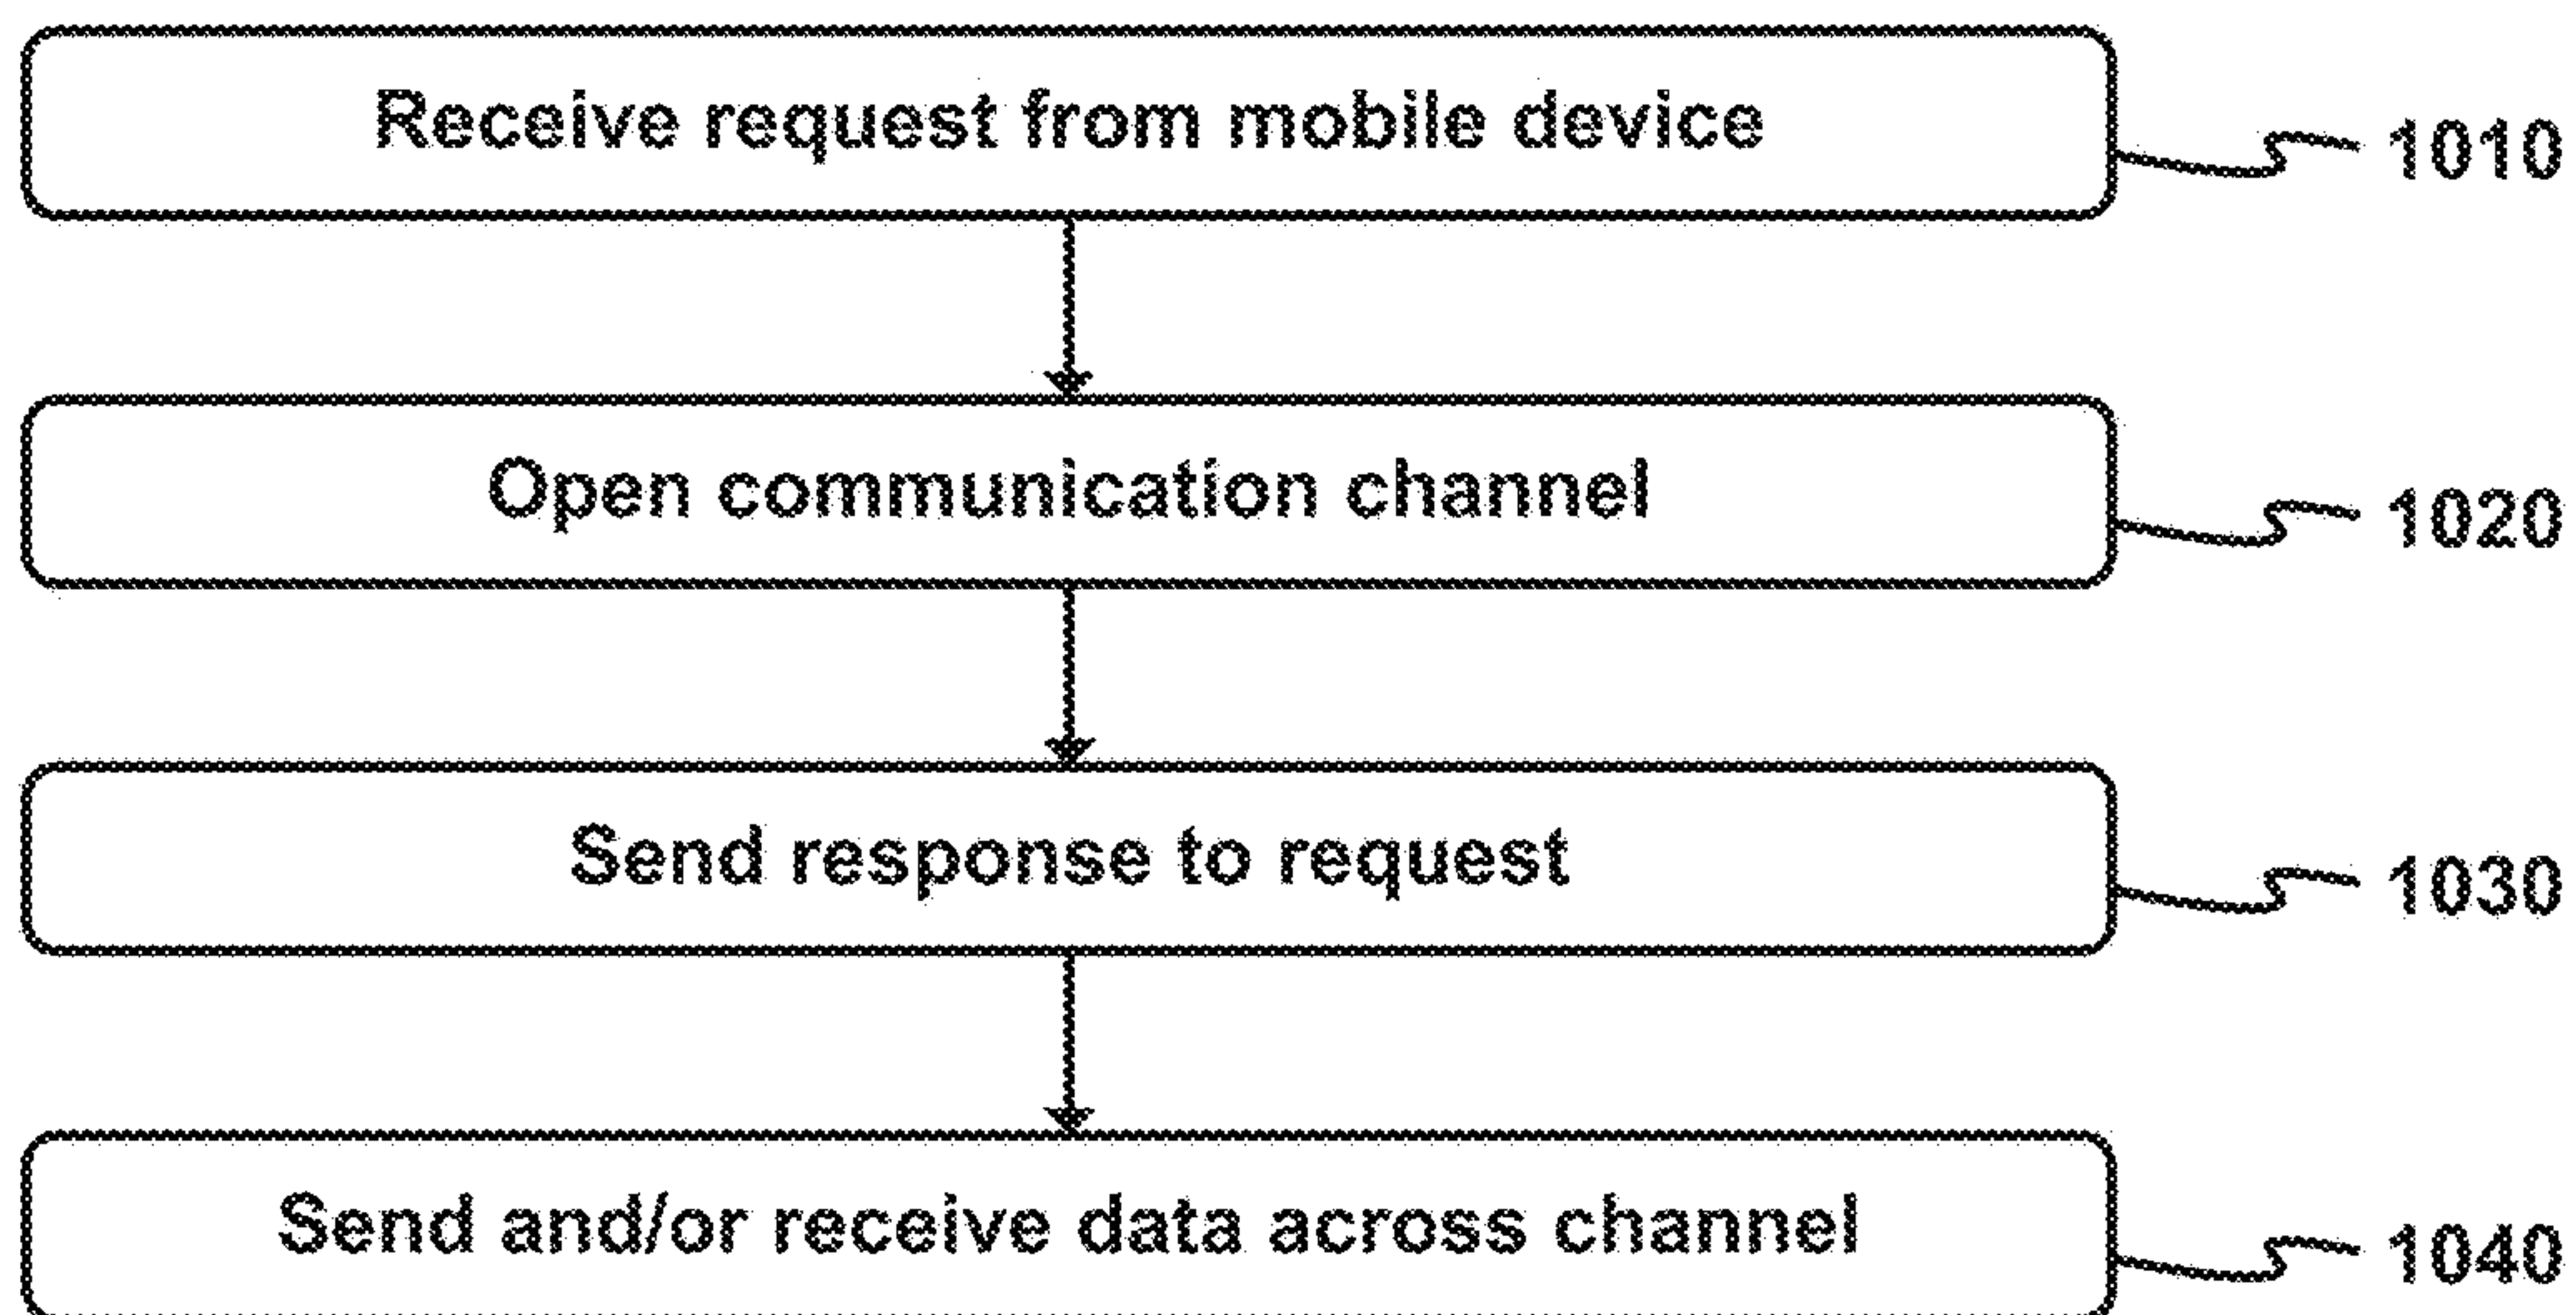 Receive request from mobile device
1010
Open communication channel
1020
Send response to request
1030
Send and/or receive data across channel
1040